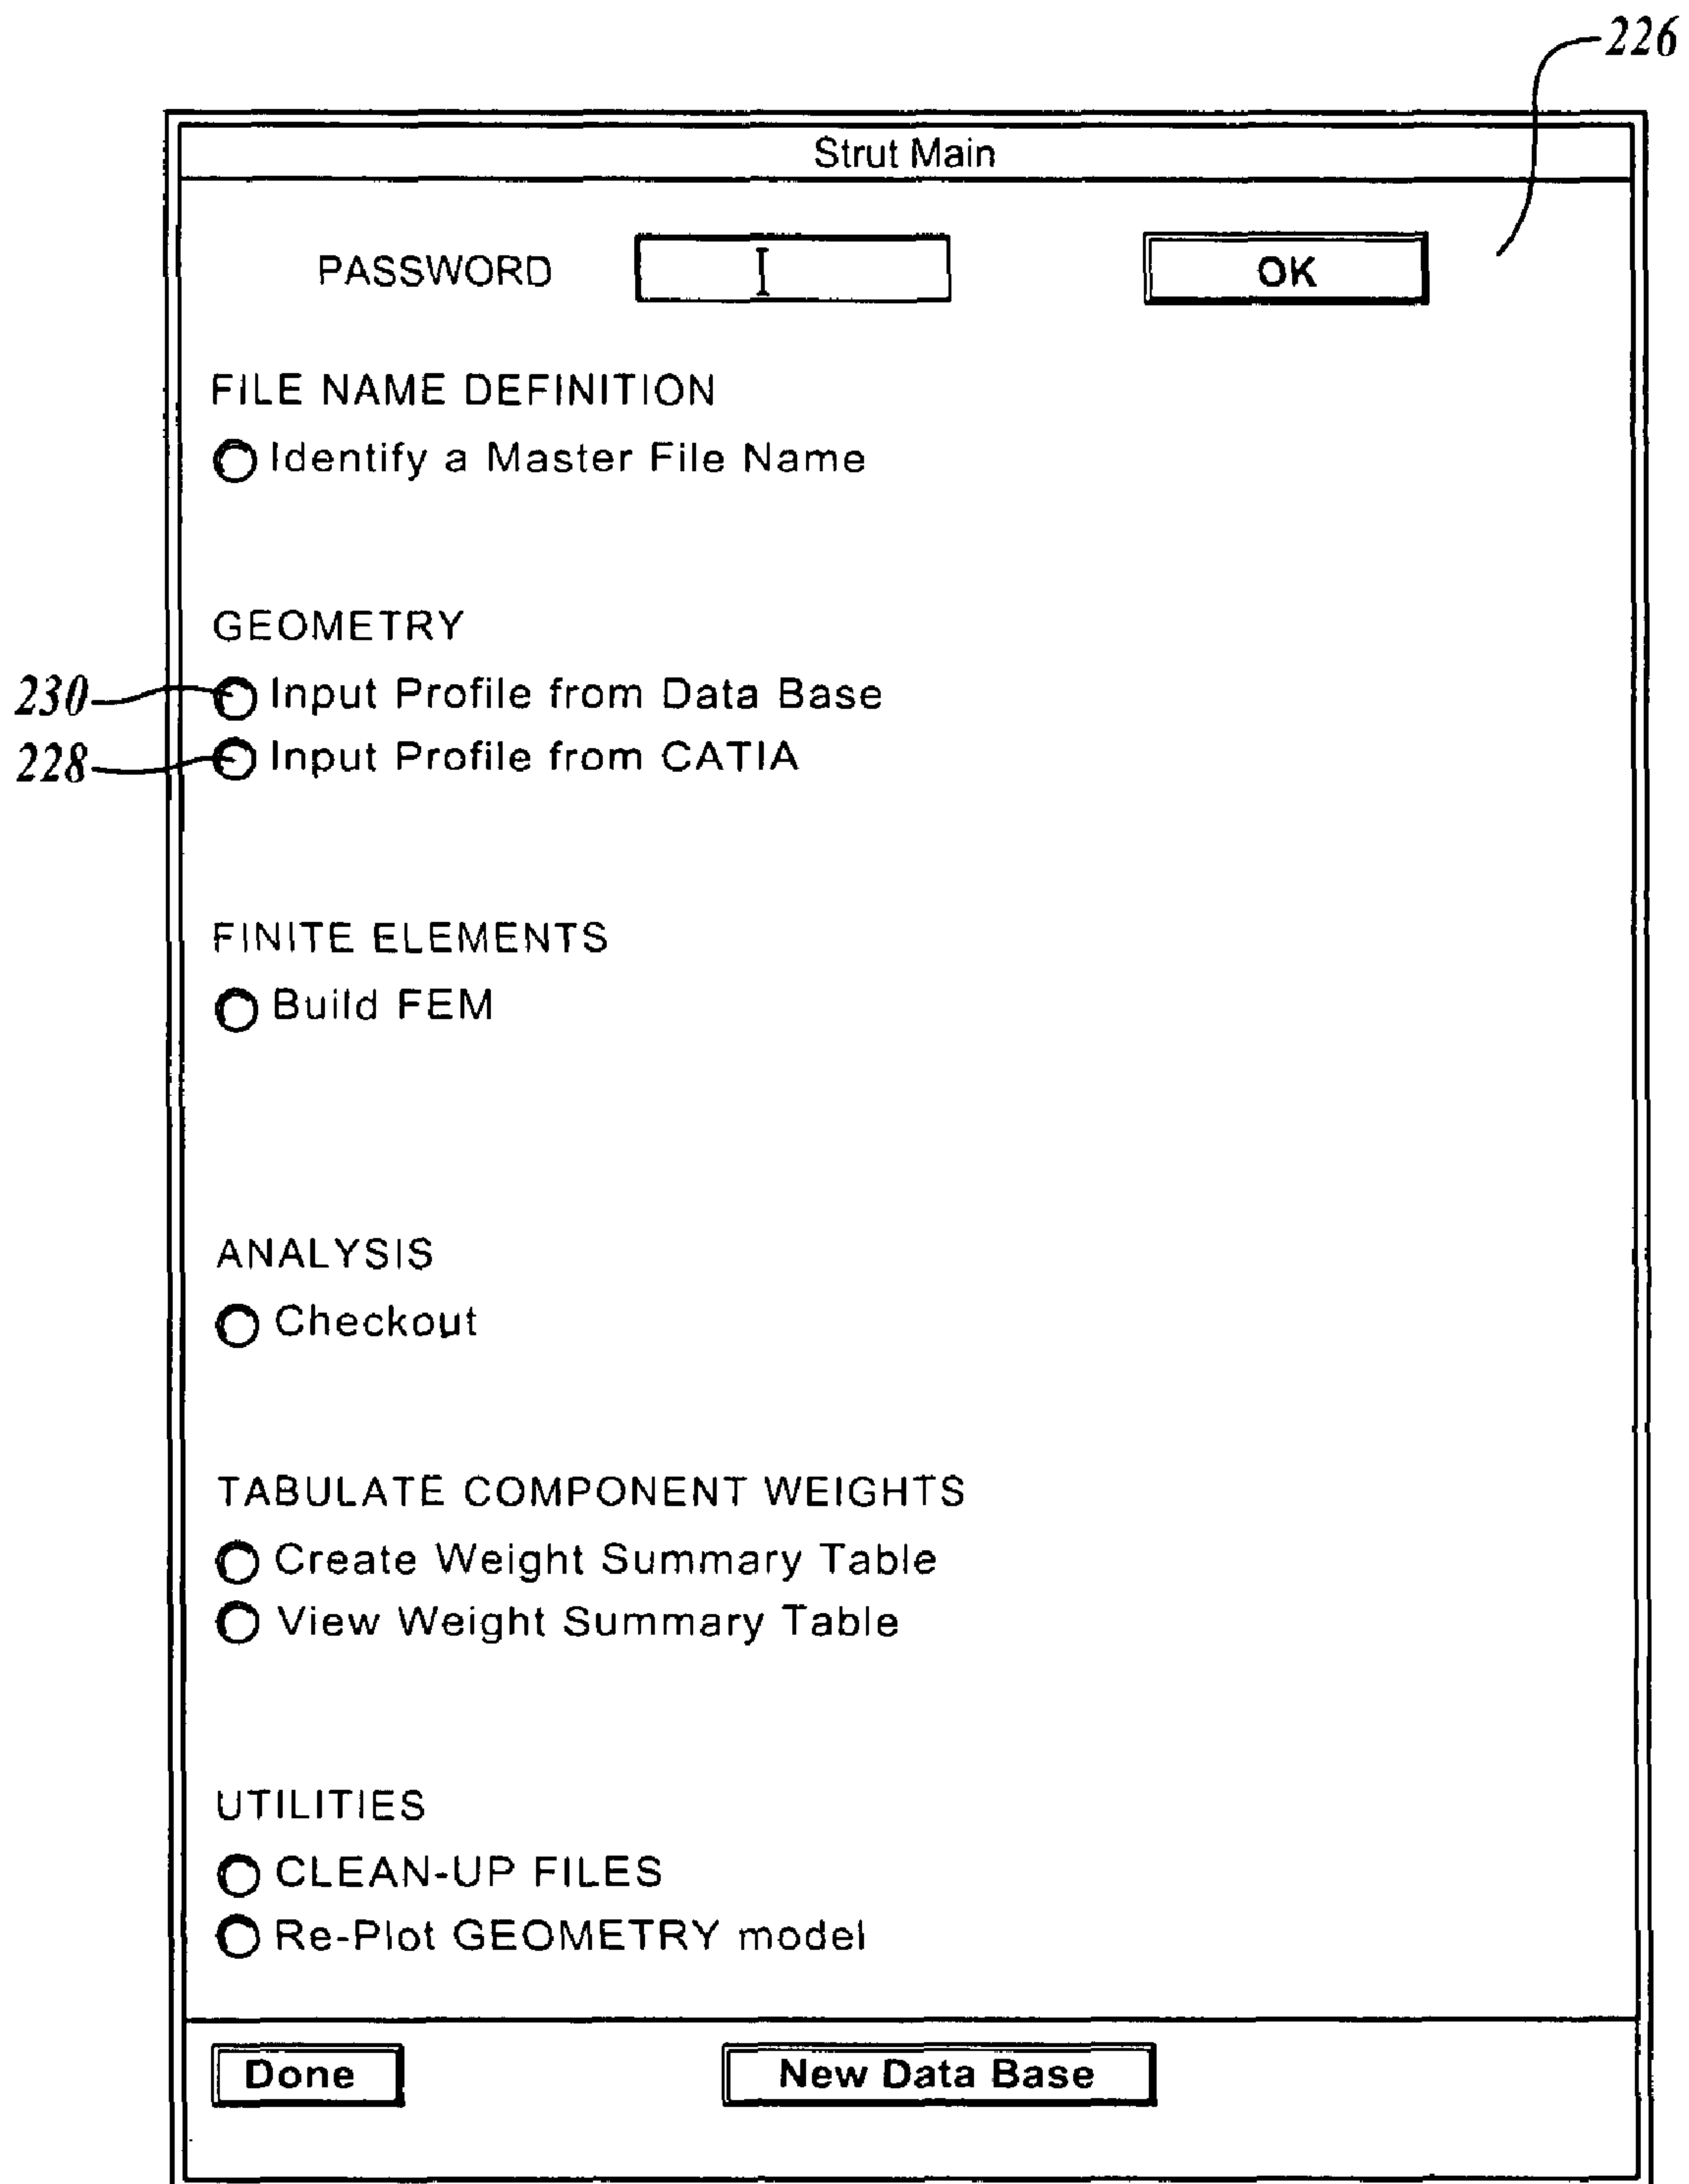 226
Strut Main
PASSWORD OK
FILE NAME DEFINITION
Identify a Master File Name
GEOMETRY
230 Input Profile from Data Base
228 Input Profile from CATIA
FINITE ELEMENTS
Build FEM
ANALYSIS
Checkout
TABULATE COMPONENT WEIGHTS
Create Weight Summary Table
View Weight Summary Table
UTILITIES
CLEAN-UP FILES
Re-Plot GEOMETRY model
Done New Data Base